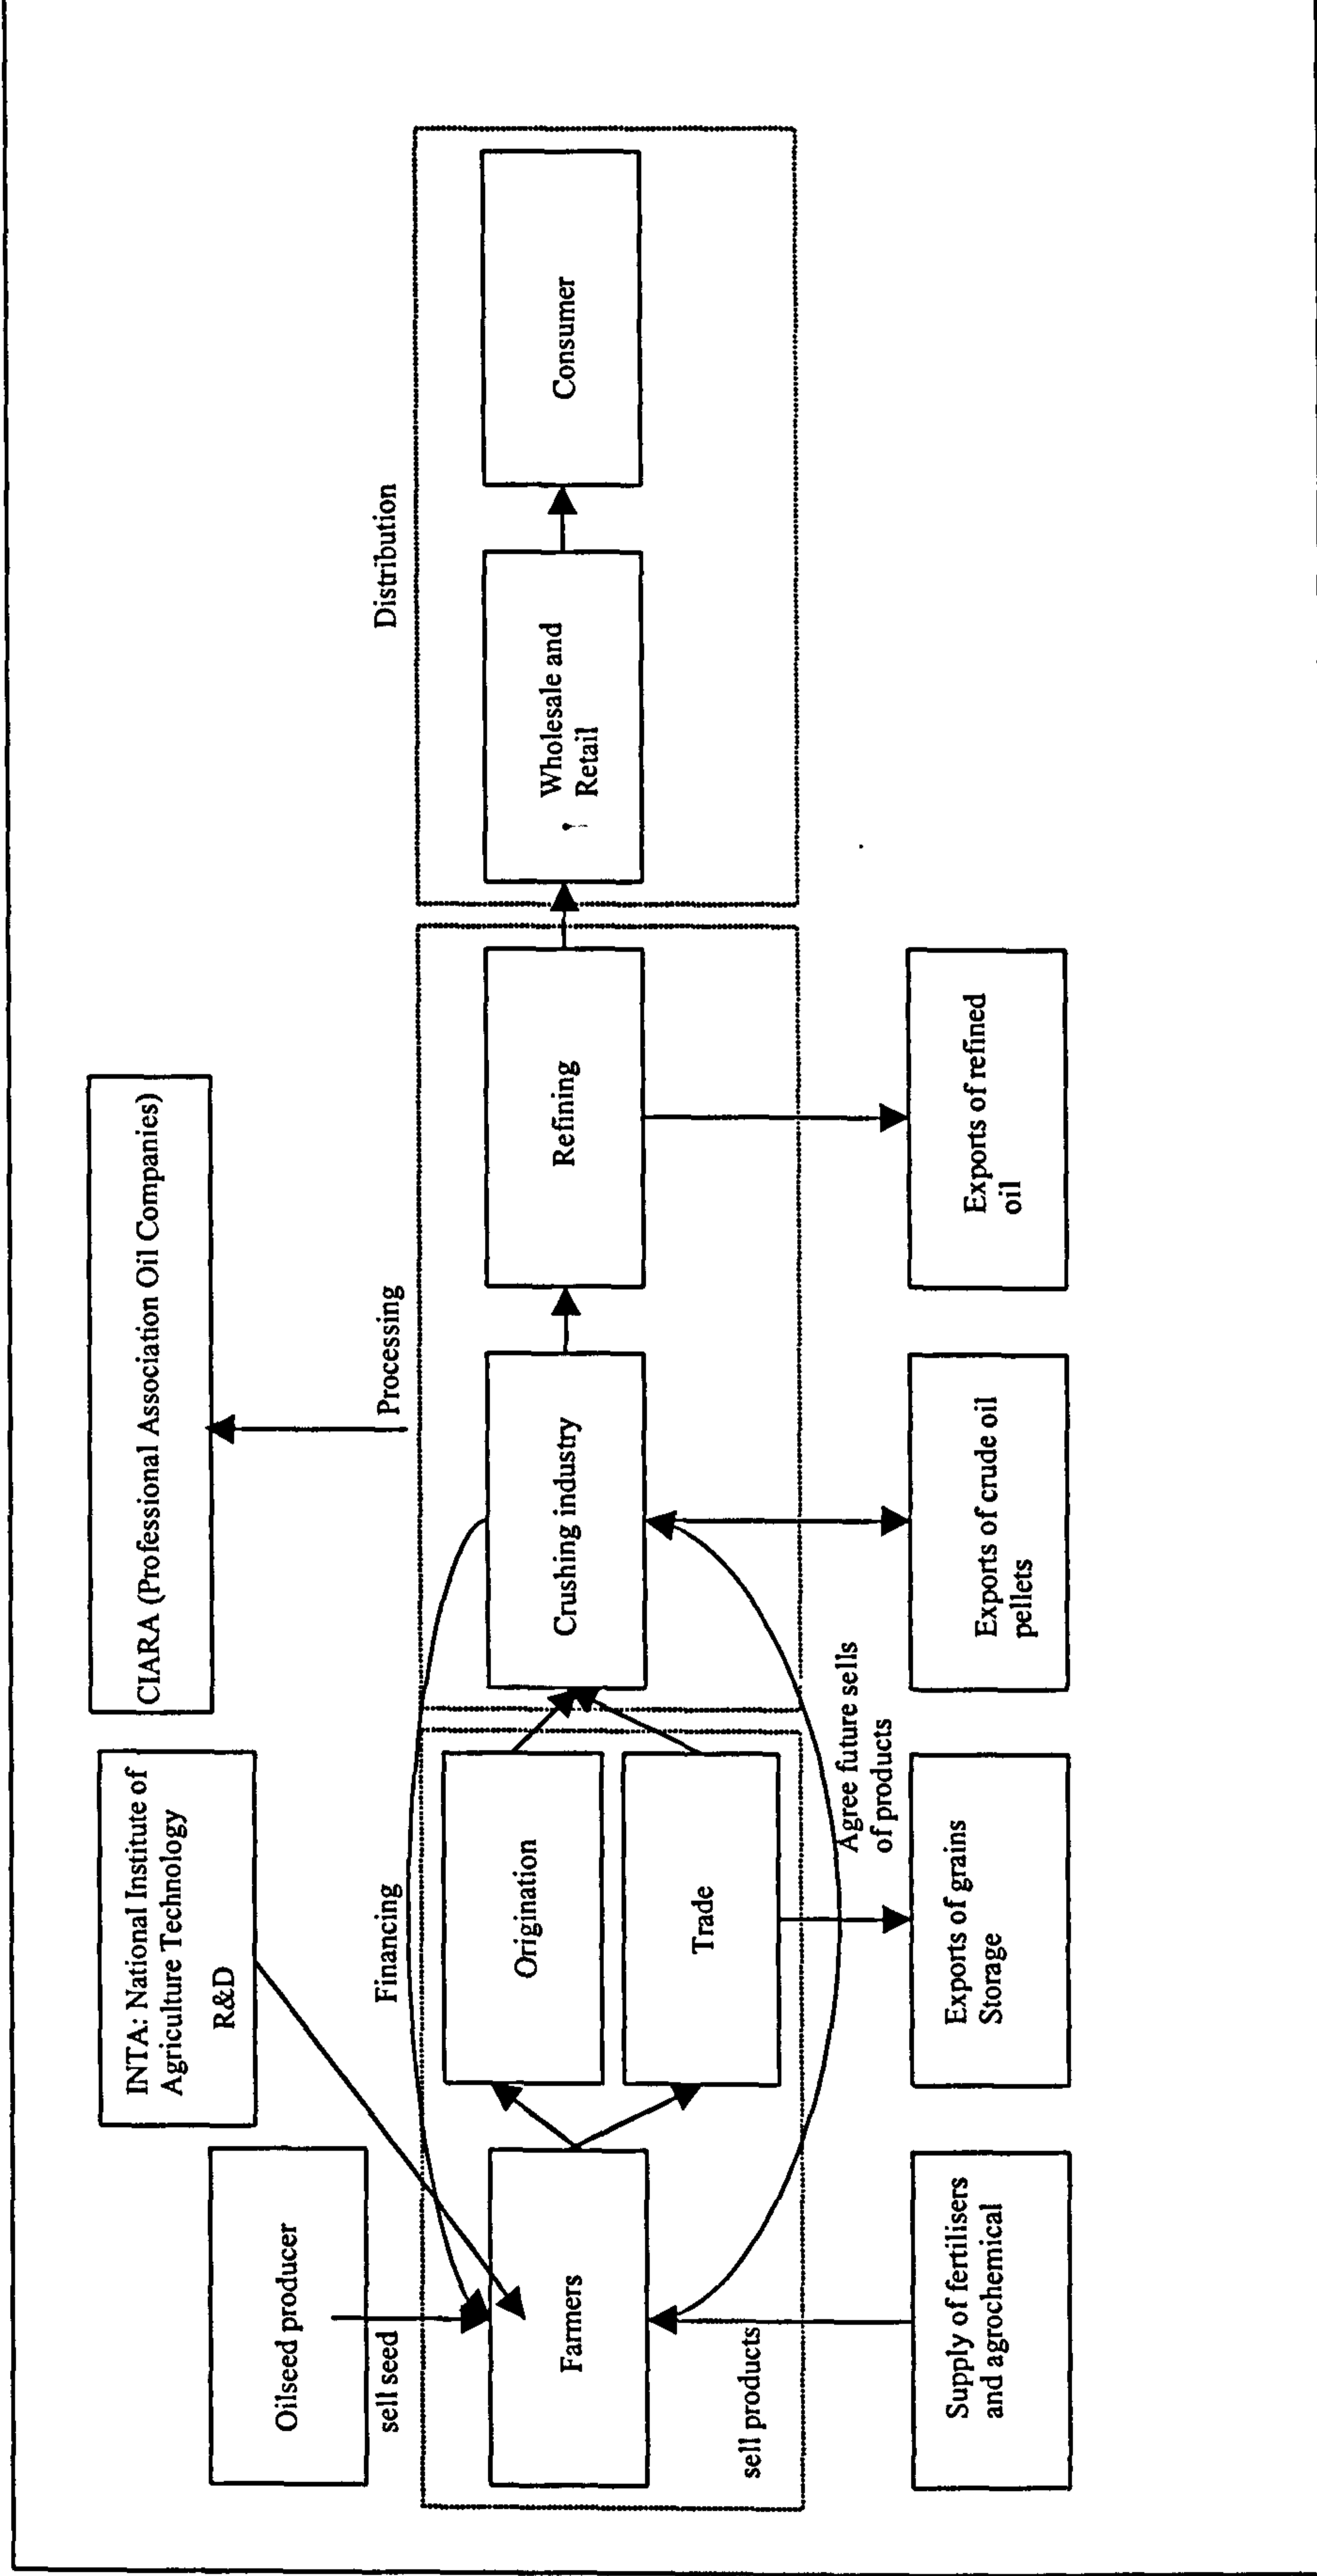 CIARA (Professional Association Oil Companies)
INTA: National Institute of
Agriculture Technology
R&D
Oilseed producer
sell seed
Financing
Processing
Distribution
Farmers
Origination
Trade
Crushing industry
Refining
Wholesale and
Retail
Consumer
sell products
Agree future sells
of products
Supply of fertilisers
and agrochemical
Exports of grains
Storage
Exports of crude oil
pellets
Exports of refined
oil